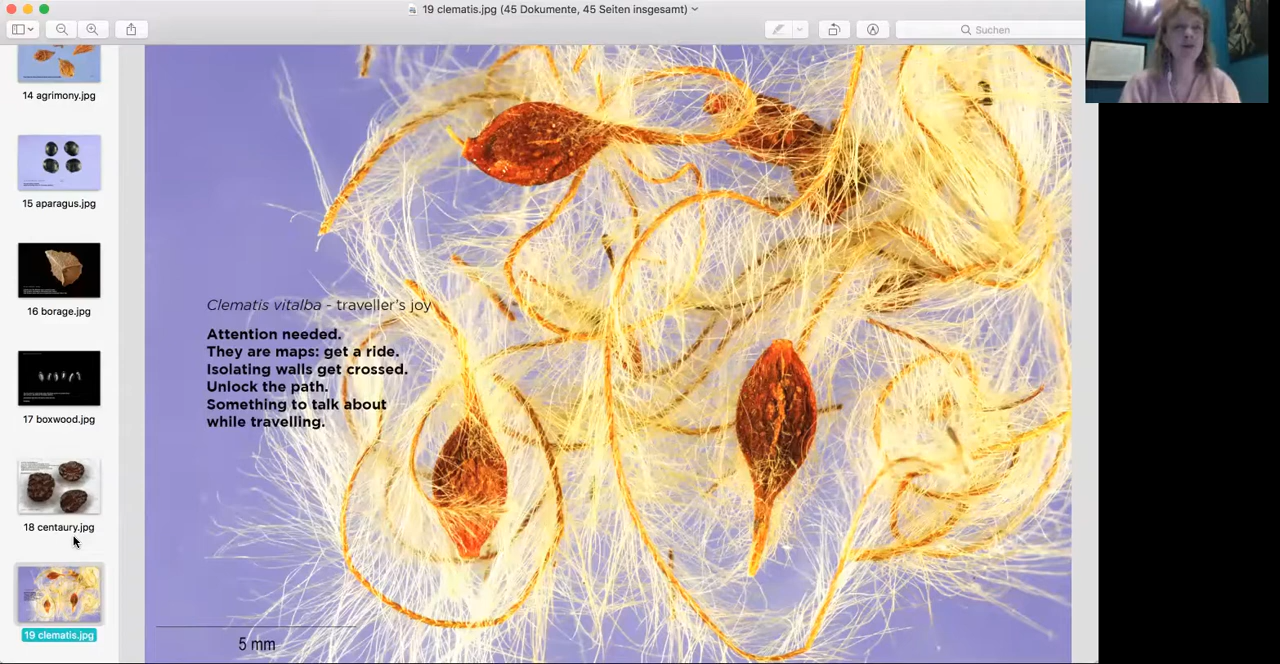 19 clematis.jpg (45 Dokumente, 45 Seiten insgesamt)
Suchen
14 agrimony.jpg
15 aparagus.jpg
16 borage.jpg
17 boxwood.jpg
18 centaury.jpg
19 clematis.jpg
Clematis vitalba - traveller's joy
Attention needed.
They are maps: get a ride.
Isolating walls get crossed.
Unlock the path.
Something to talk about
while travelling.
5 mm